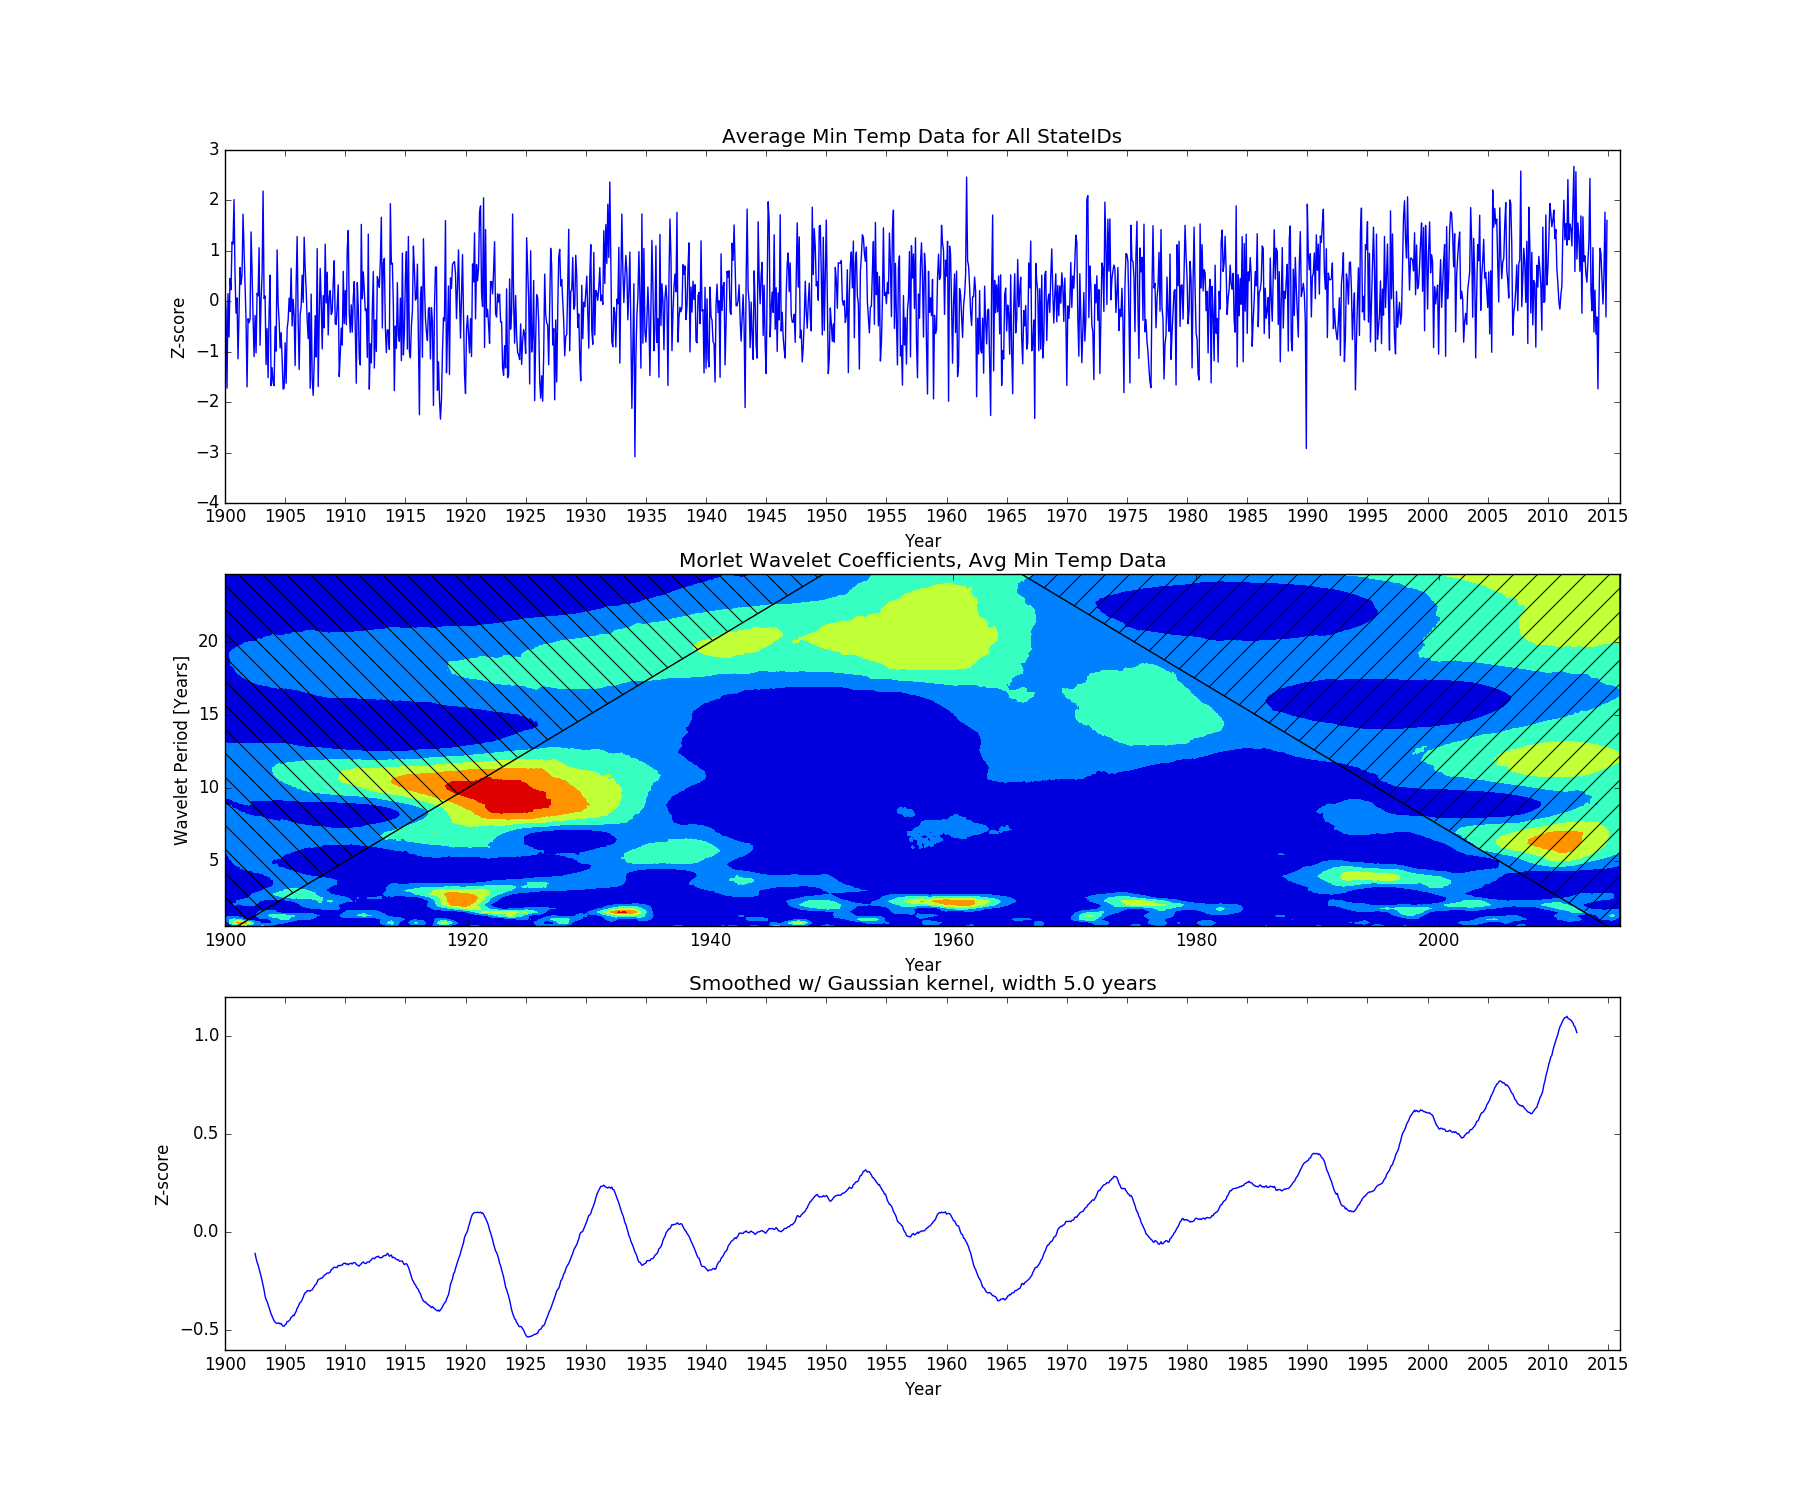 Average Min Temp Data for All StateIDs
3
2
1
0
−1
−2
−3
−4
Z-score
1900 1905 1910 1915 1920 1925 1930 1935 1940 1945 1950 1955 1960 1965 1970 1975 1980 1985 1990 1995 2000 2005 2010 2015
Year
Morlet Wavelet Coefficients, Avg Min Temp Data
20
15
10
5
Wavelet Period [Years]
1900 1920 1940 1960 1980 2000
Year
Smoothed w/ Gaussian kernel, width 5.0 years
1.0
0.5
0.0
−0.5
Z-score
1900 1905 1910 1915 1920 1925 1930 1935 1940 1945 1950 1955 1960 1965 1970 1975 1980 1985 1990 1995 2000 2005 2010 2015
Year